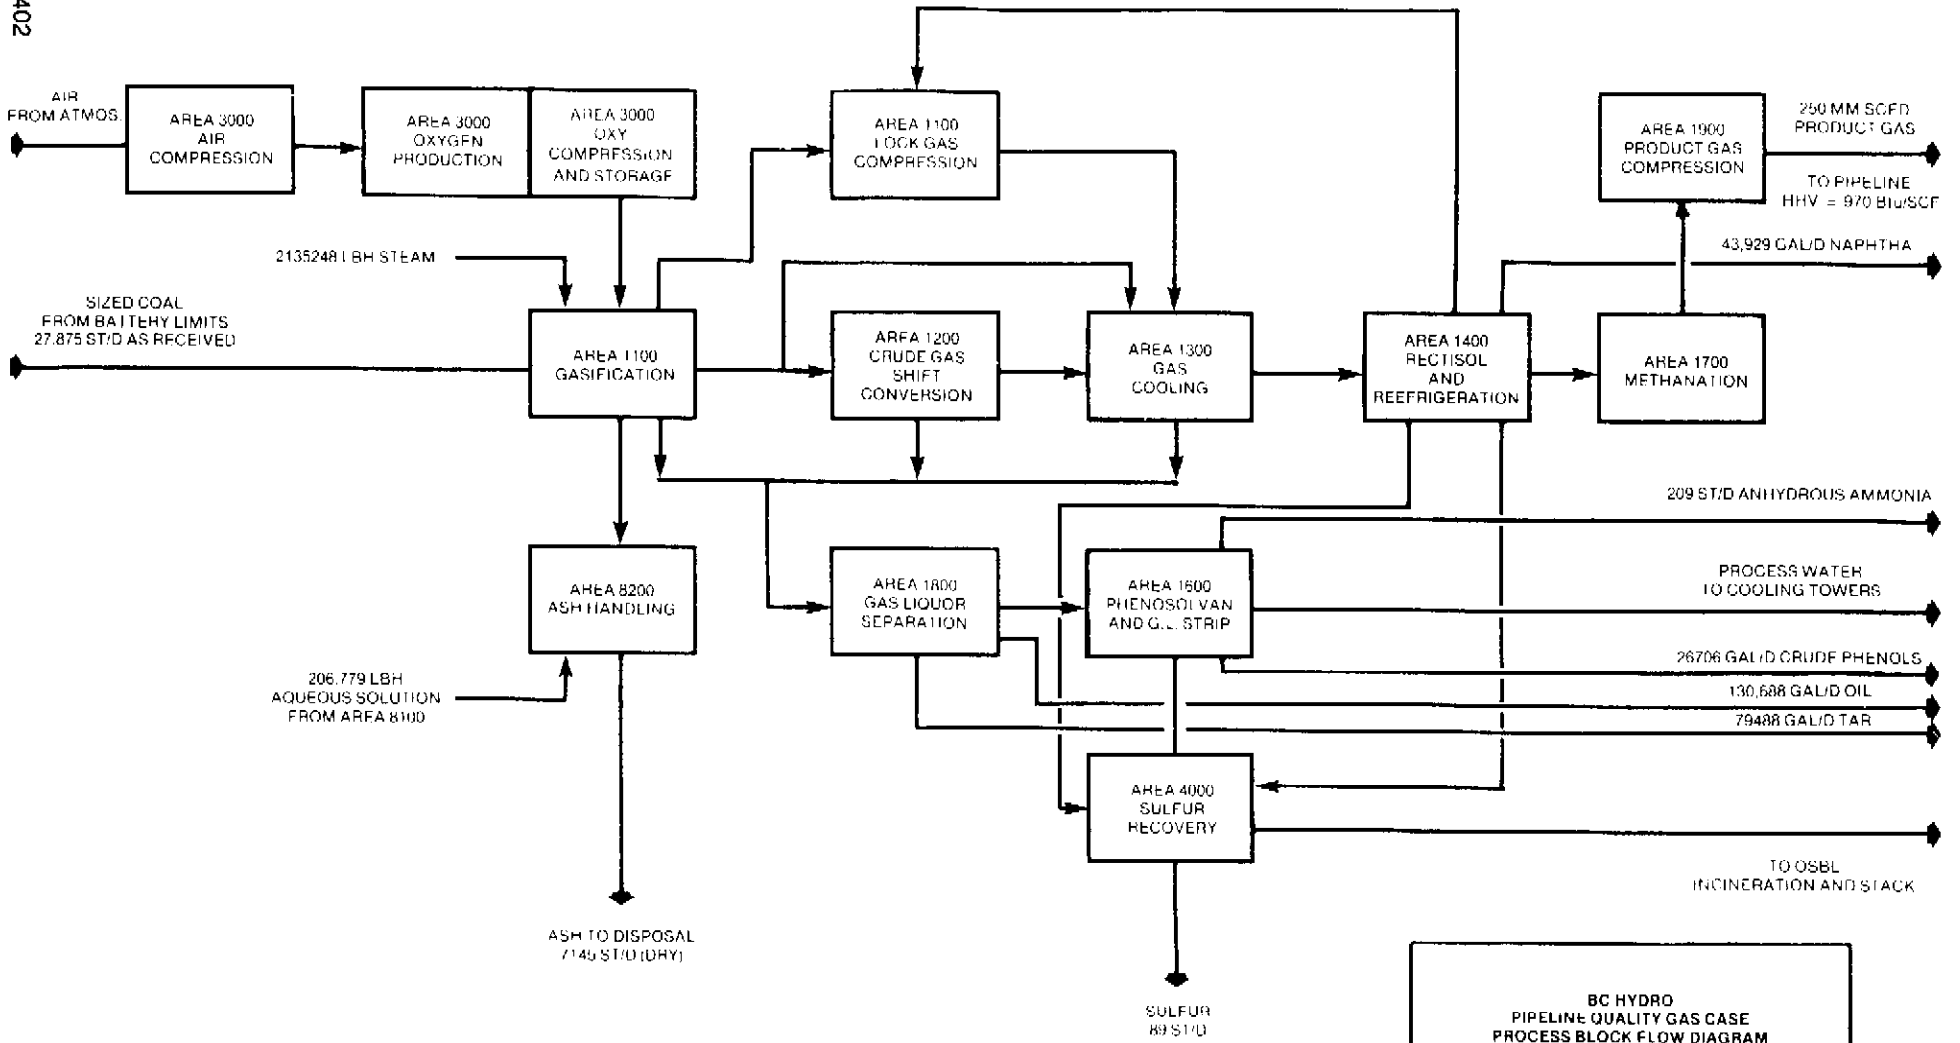 402
AIR
FROM ATMOS.
AREA 3000
AIR
COMPRESSION
AREA 3000
OXYGEN
PRODUCTION
AREA 3000
OXY
COMPRESSION
AND STORAGE
AREA 1100
LOCK GAS
COMPRESSION
AREA 1900
PRODUCT GAS
COMPRESSION
250 MM SCFD
PRODUCT GAS
TO PIPELINE
HHV = 970 Btu/SCF
2135248 LBH STEAM
43,929 GAL/D NAPHTHA
SIZED COAL
FROM BATTERY LIMITS
27,875 ST/D AS RECEIVED
AREA 1100
GASIFICATION
AREA 1200
CRUDE GAS
SHIFT
CONVERSION
AREA 1300
GAS
COOLING
AREA 1400
RECTISOL
AND
REEFRIGERATION
AREA 1700
METHANATION
209 ST/D ANHYDROUS AMMONIA
AREA 8200
ASH HANDLING
AREA 1800
GAS LIQUOR
SEPARATION
AREA 1600
PHENOSOLVAN
AND G.L. STRIP
PROCESS WATER
TO COOLING TOWERS
26706 GAL/D CRUDE PHENOLS
130,688 GAL/D OIL
79488 GAL/D TAR
206,779 LBH
AQUEOUS SOLUTION
FROM AREA 8100
AREA 4000
SULFUR
RECOVERY
TO OSBL
INCINERATION AND STACK
ASH TO DISPOSAL
7145 ST/D (DRY)
SULFUR
89 ST/D
BC HYDRO
PIPELINE QUALITY GAS CASE
PROCESS BLOCK FLOW DIAGRAM